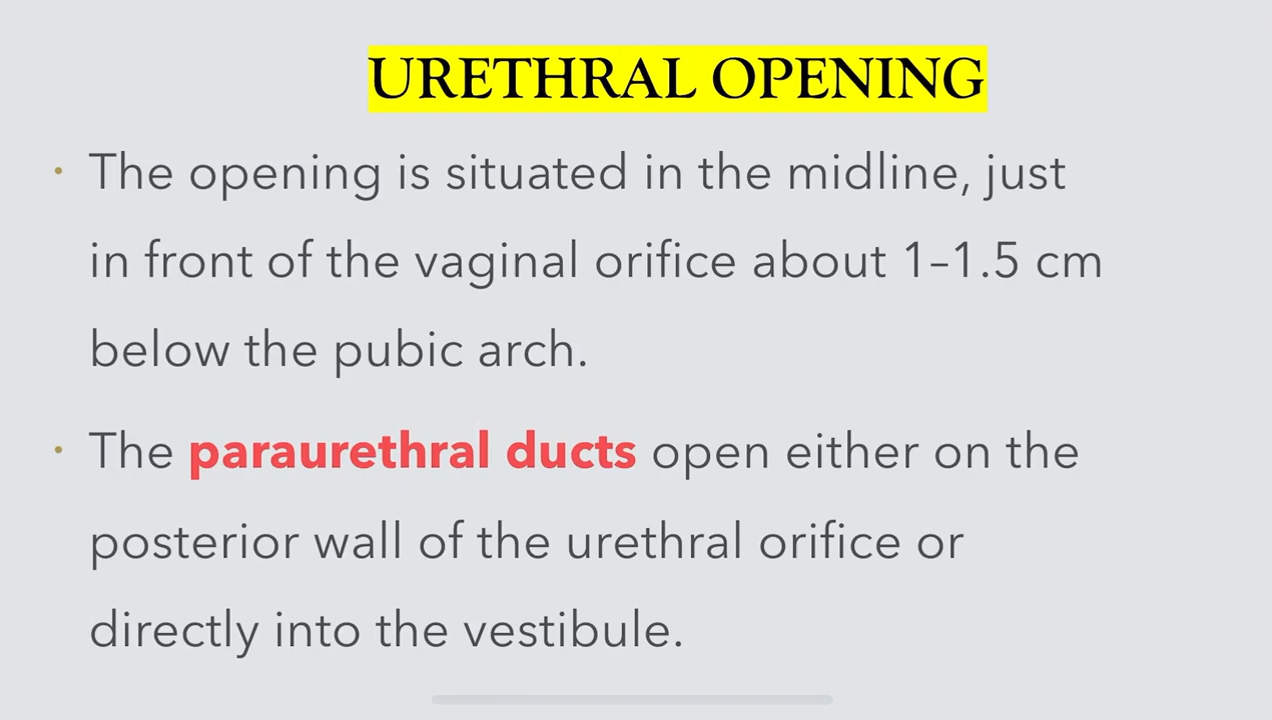 URETHRAL OPENING
• The opening is situated in the midline, just
in front of the vaginal orifice about 1–1.5 cm
below the pubic arch.
• The paraurethral ducts open either on the
posterior wall of the urethral orifice or
directly into the vestibule.